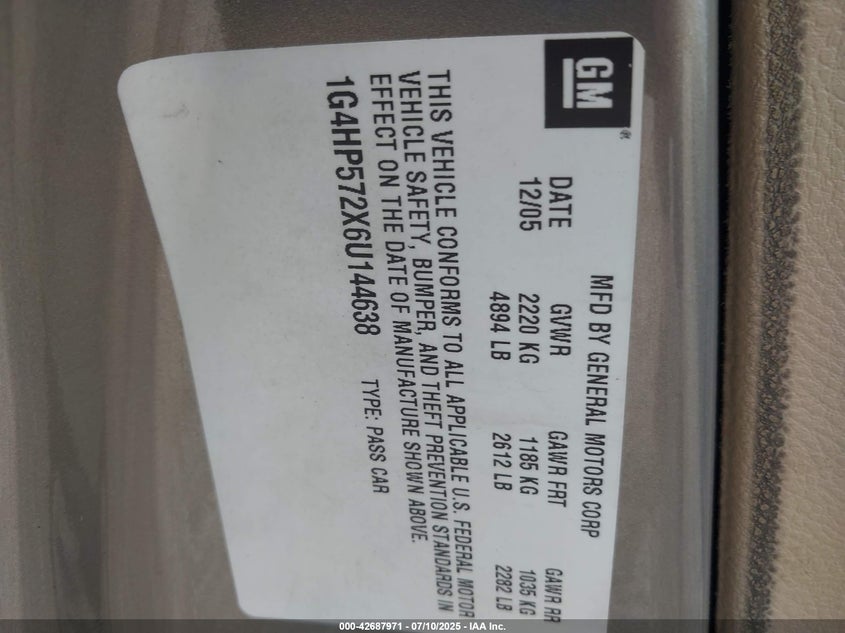 GM®
MFD BY GENERAL MOTORS CORP
DATE GVWR GAWR FRT GAWR RR
12/05 2220 KG 1185 KG 1035 KG
4894 LB 2612 LB 2282 LB
THIS VEHICLE CONFORMS TO ALL APPLICABLE U.S. FEDERAL MOTOR
VEHICLE SAFETY, BUMPER, AND THEFT PREVENTION STANDARDS IN
EFFECT ON THE DATE OF MANUFACTURE SHOWN ABOVE.
1G4HP572X6U144638 TYPE: PASS CAR
000-42687971 - 07/10/2025 - IAA Inc.